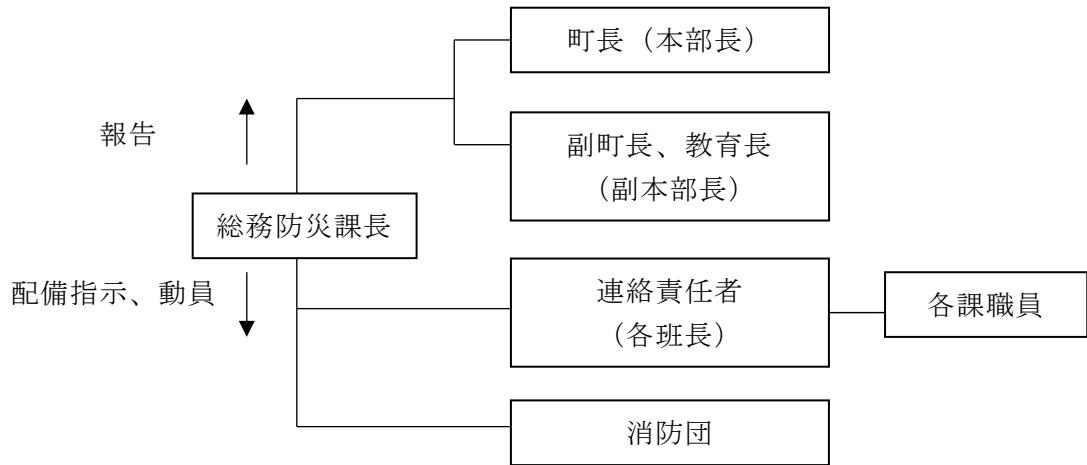 町長（本部長）
報告
副町長、教育長
（副本部長）
総務防災課長
配備指示、動員
連絡責任者
（各班長）
各課職員
消防団